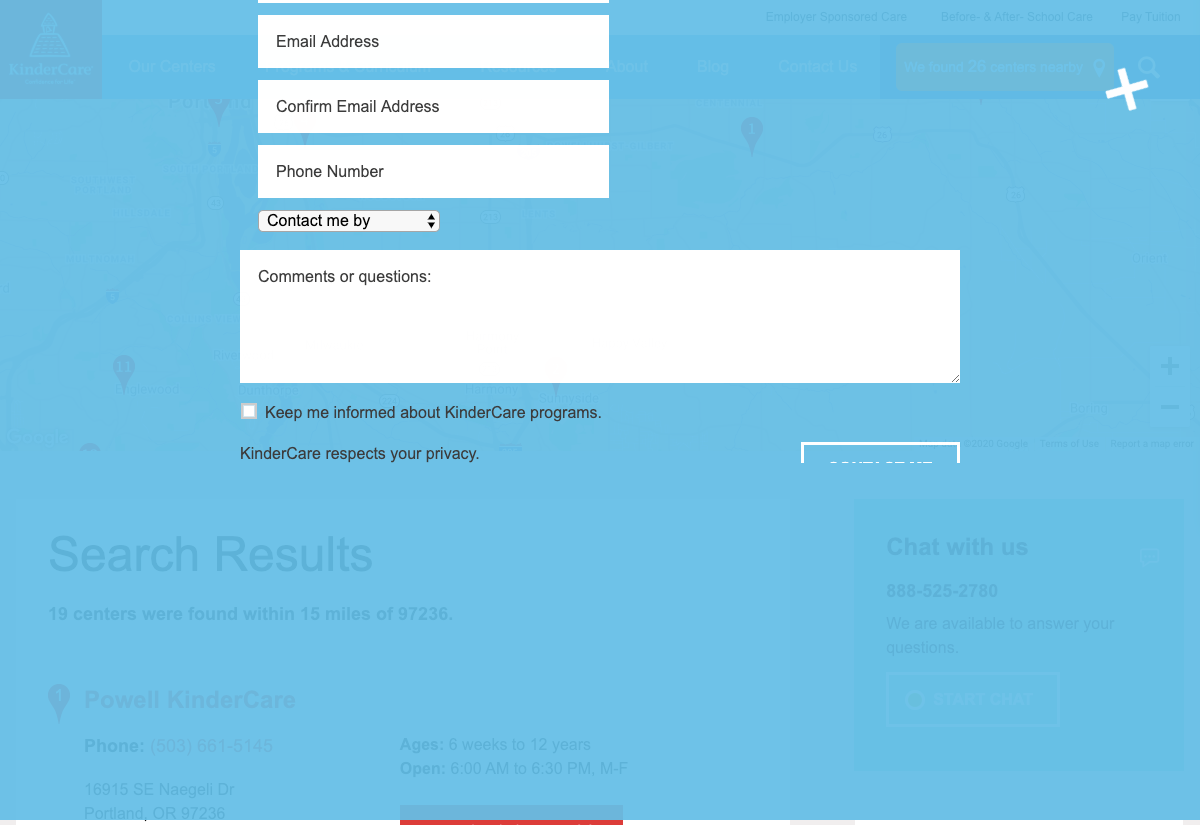 Employer Sponsored Care Before- & After- School Care Pay Tuition
KinderCare
Our Centers
About Blog Contact Us
We found 26 centers nearby
Email Address
Confirm Email Address
Phone Number
Contact me by
Comments or questions:
1
11
Keep me informed about KinderCare programs.
©2020 Google Terms of Use Report a map error
KinderCare respects your privacy.
CONTACT ME
Search Results
19 centers were found within 15 miles of 97236.
Chat with us
888-525-2780
We are available to answer your
questions.
START CHAT
1 Powell KinderCare
Phone: (503) 661-5145
Ages: 6 weeks to 12 years
Open: 6:00 AM to 6:30 PM, M-F
16915 SE Naegeli Dr
Portland, OR 97236